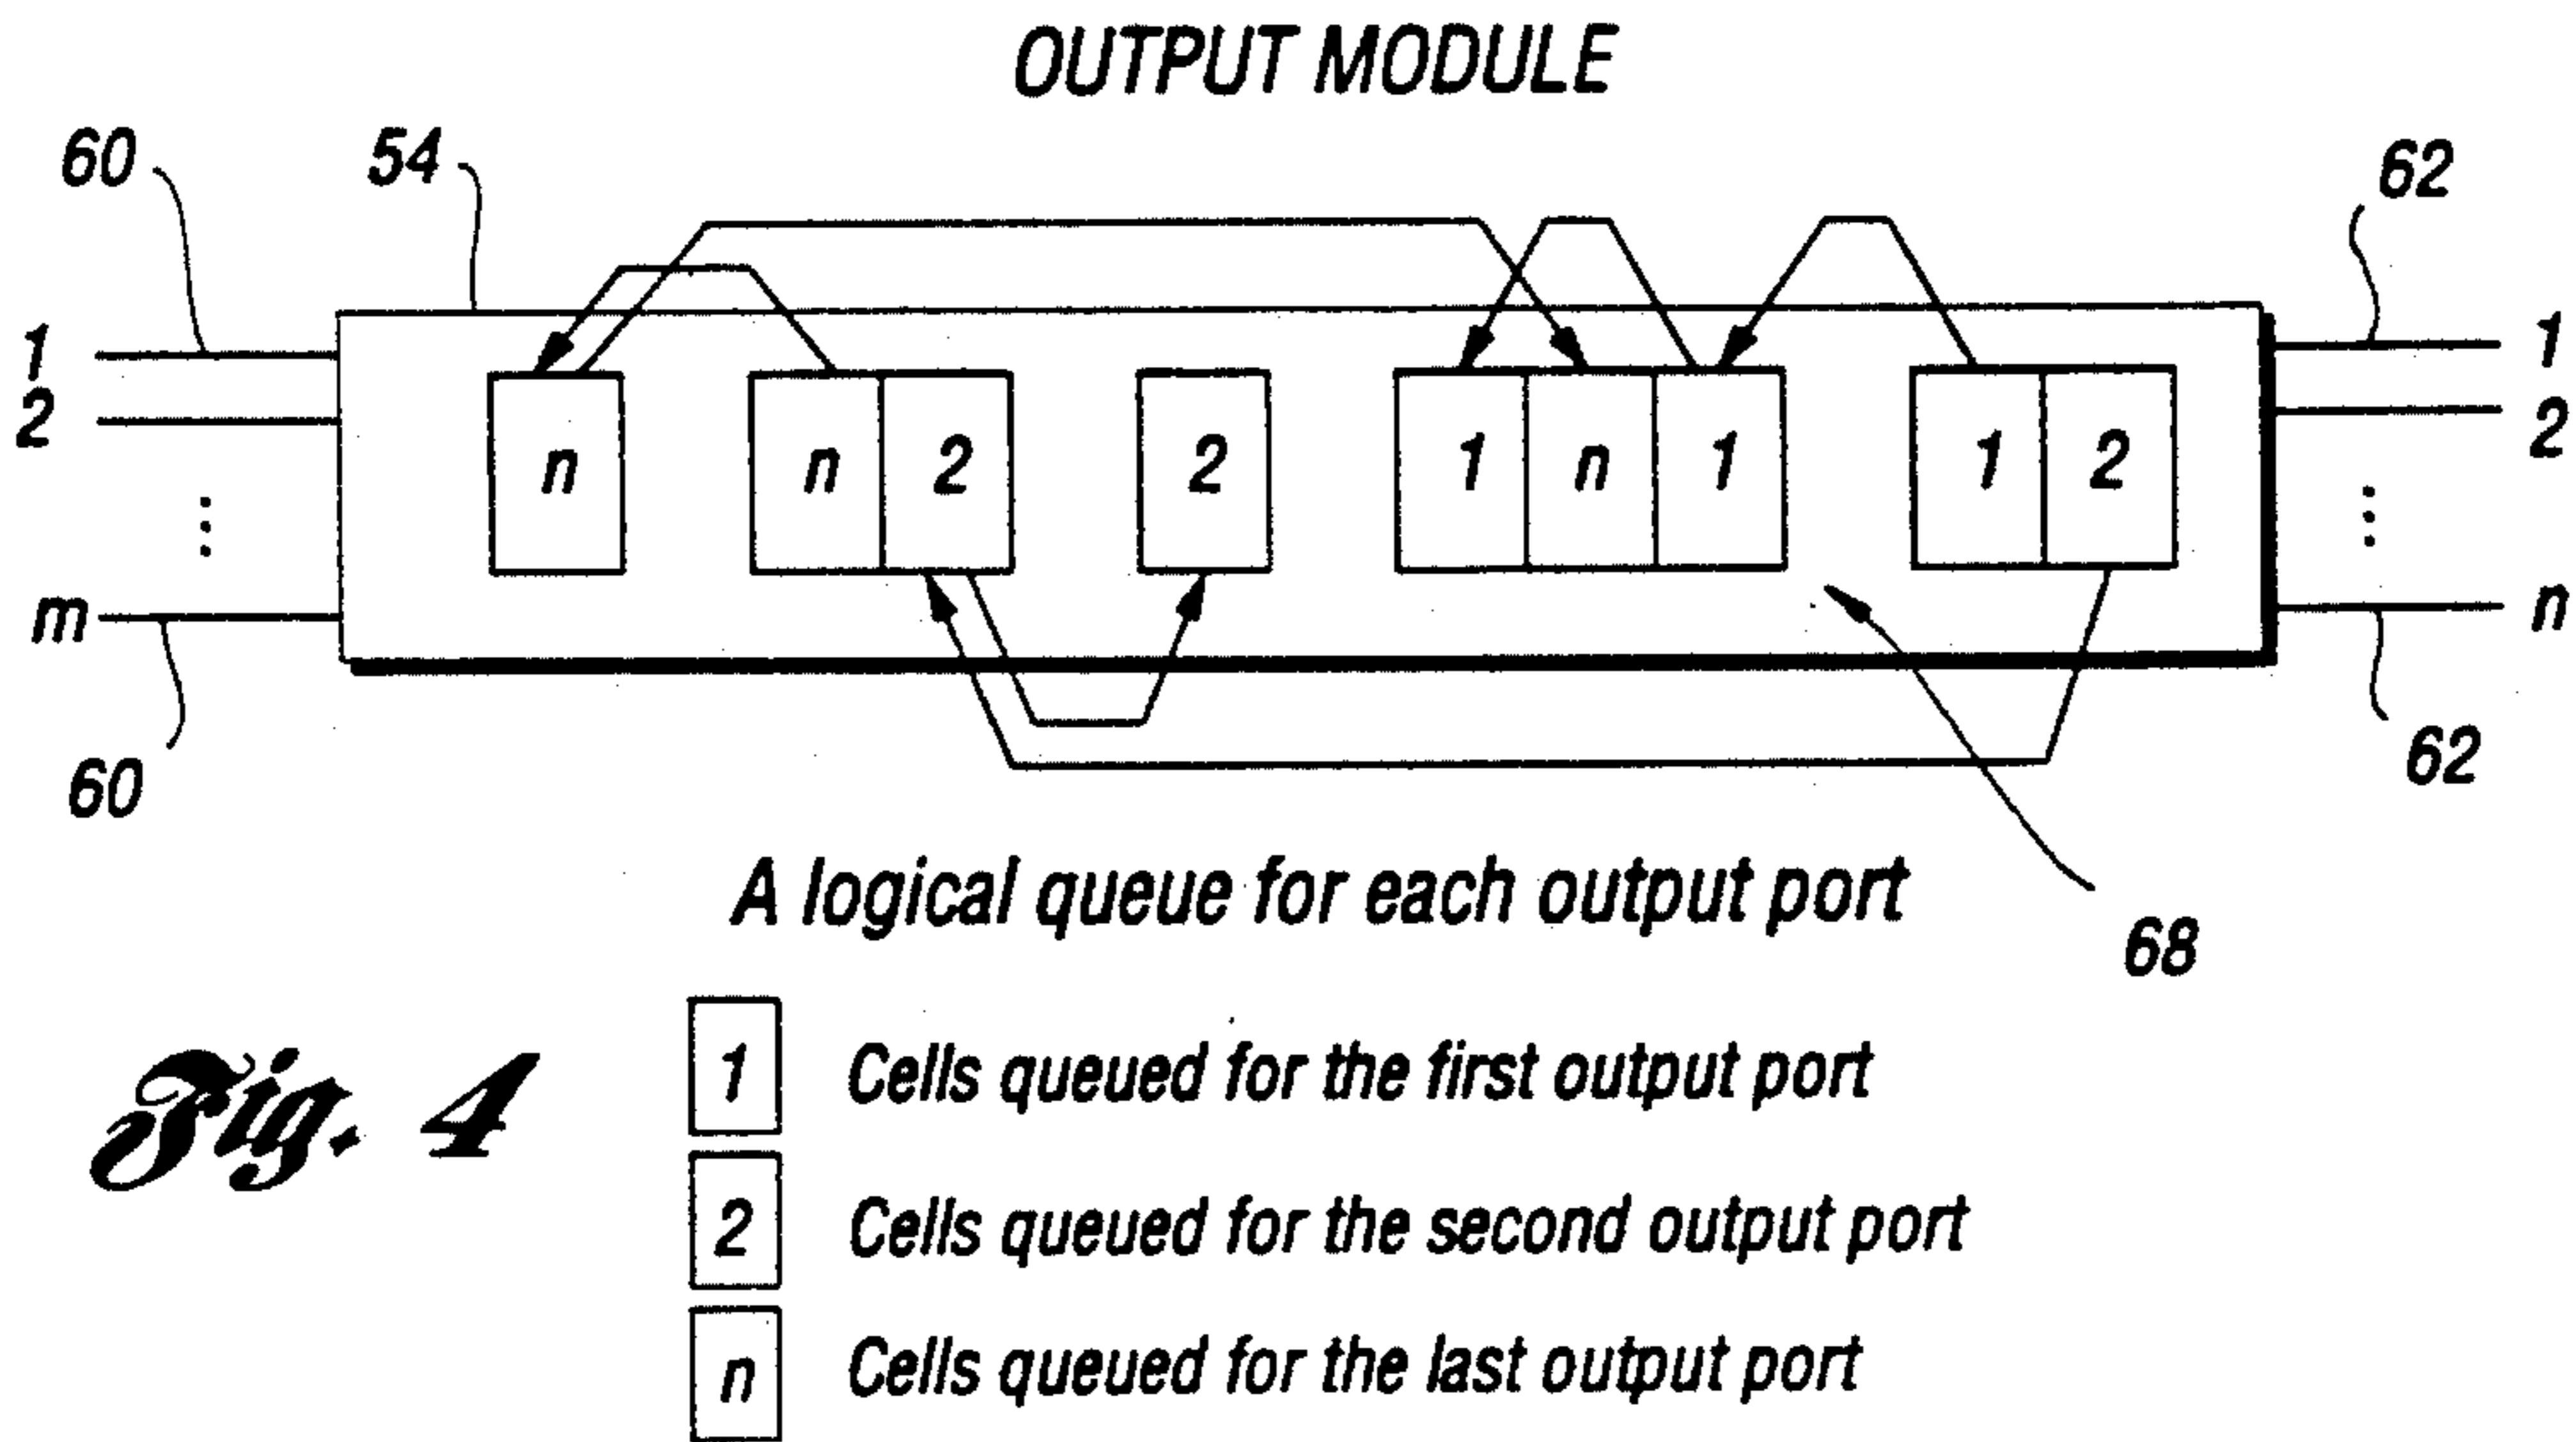 OUTPUT MODULE
60 54 62
1 1
2 2
n n 2 2 1 n 1 1 2
⋮ ⋮
m n
60 62
A logical queue for each output port
68
1 Cells queued for the first output port
2 Cells queued for the second output port
n Cells queued for the last output port
Fig. 4